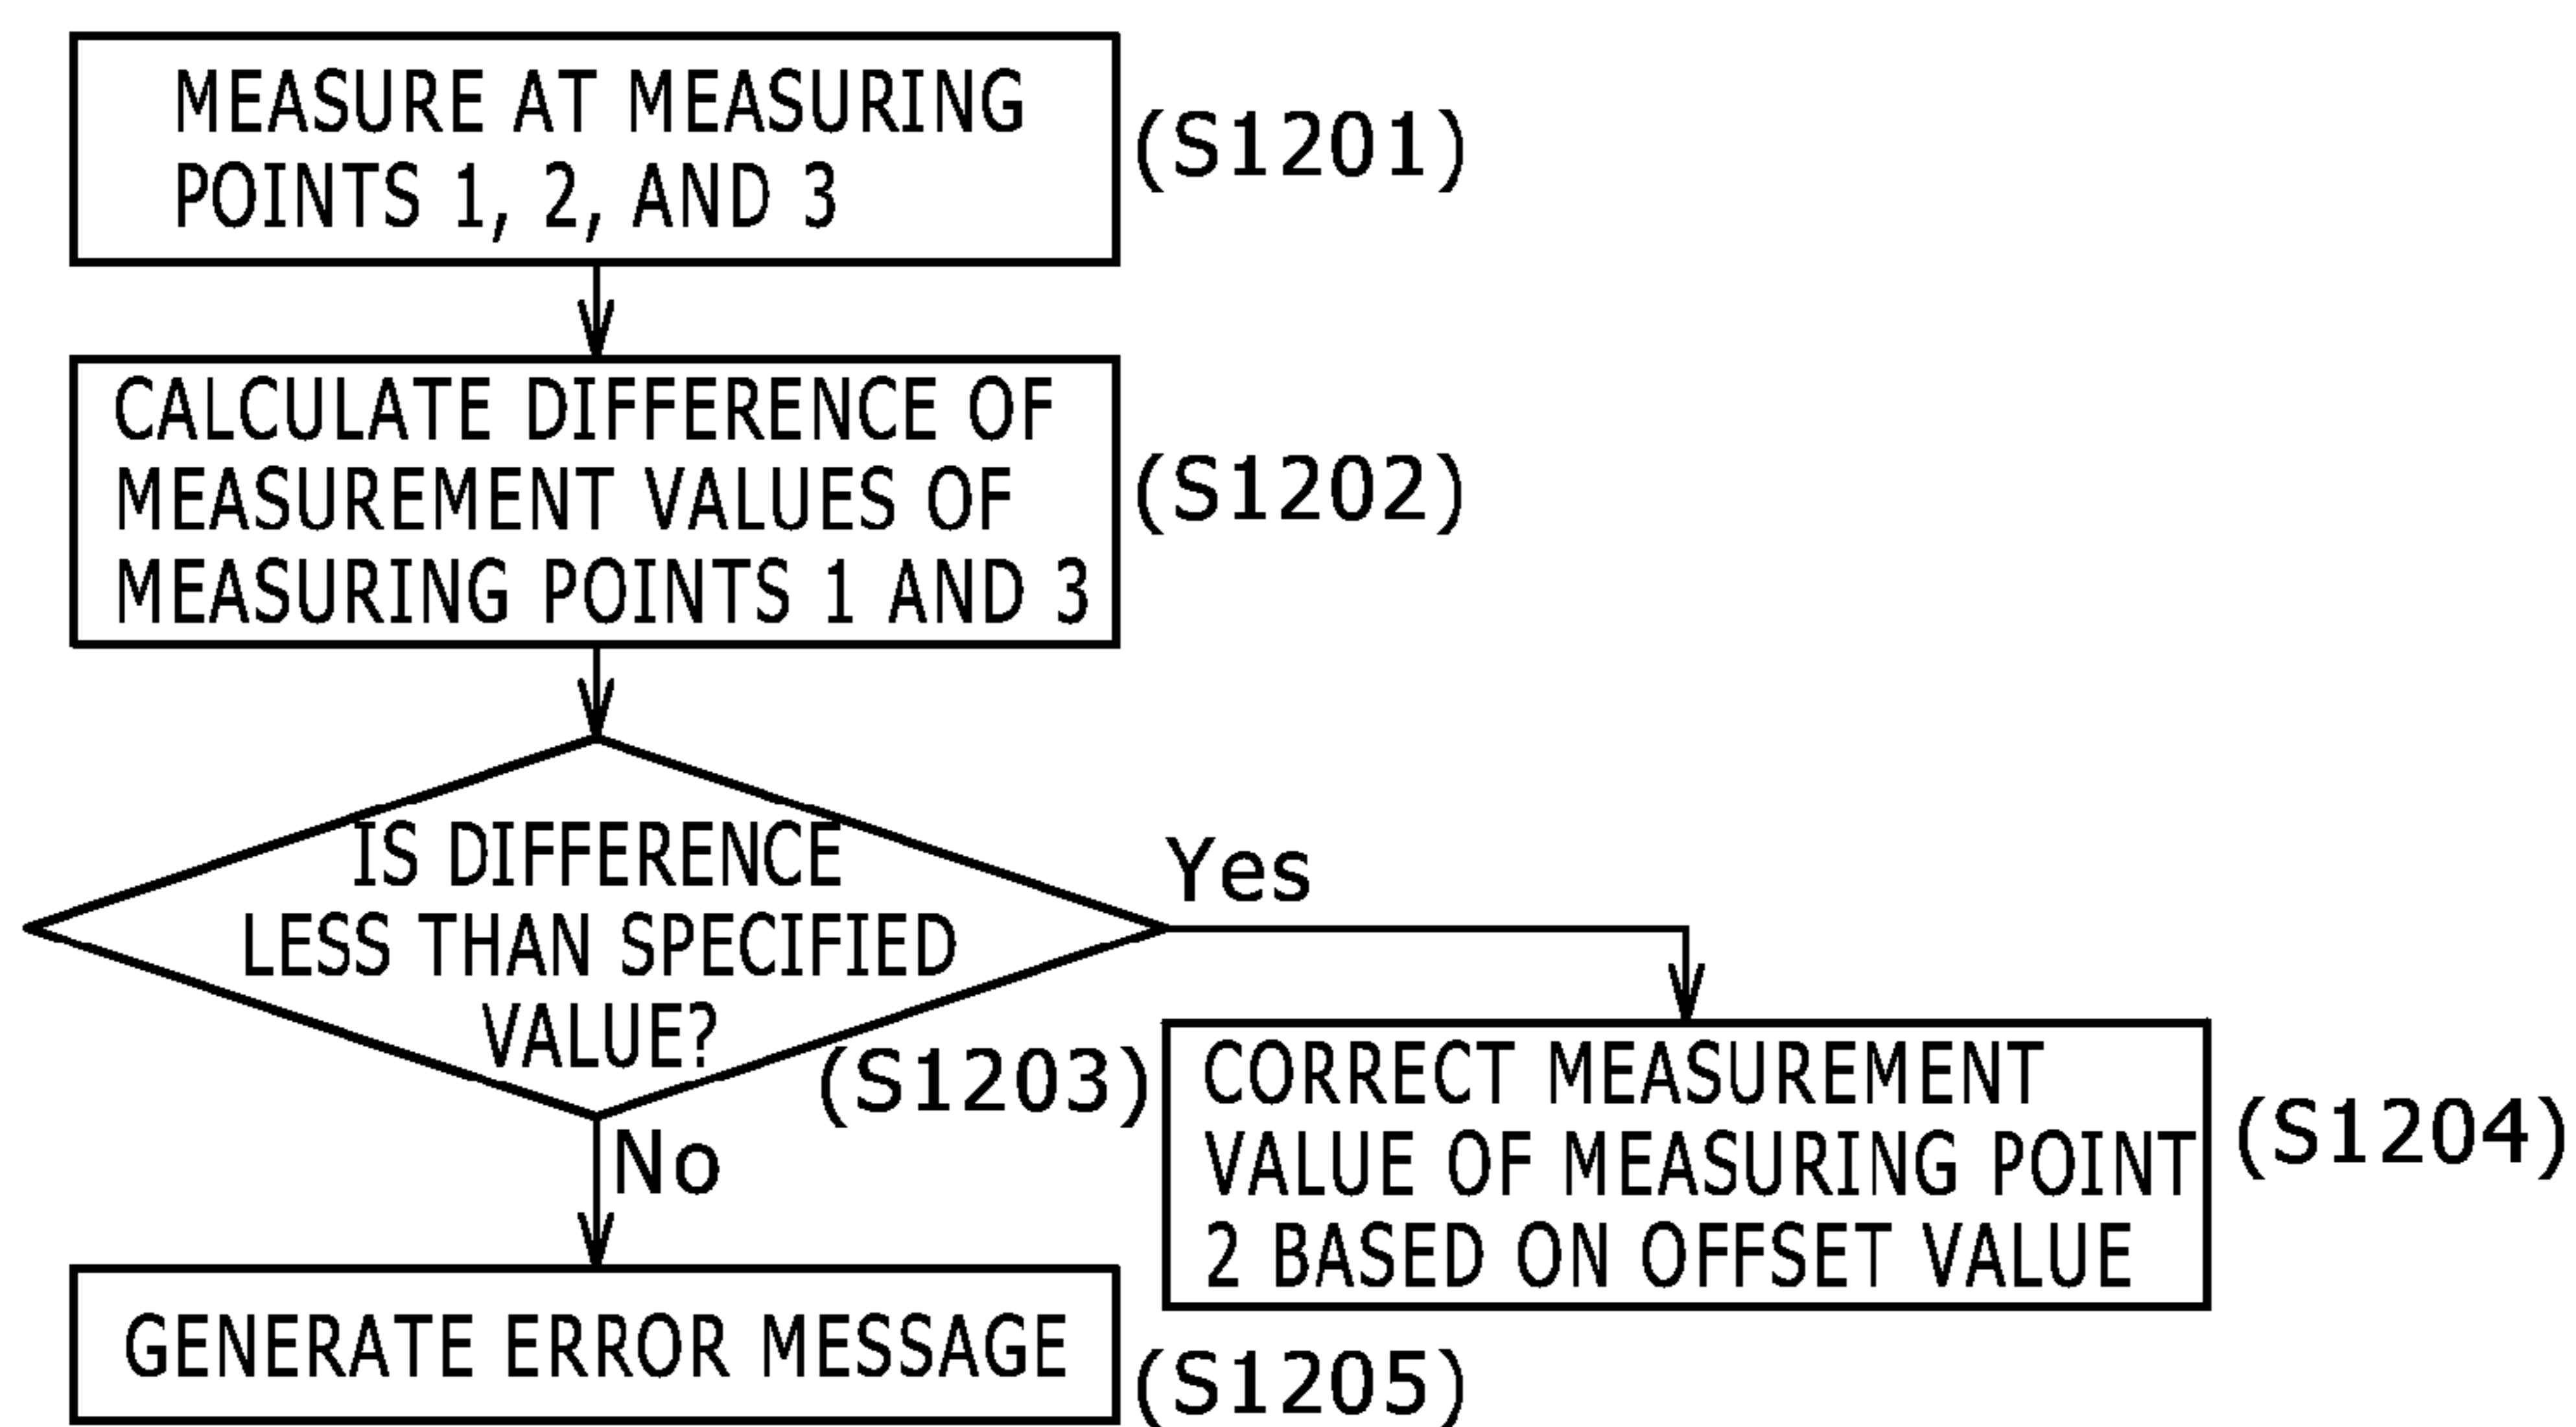 MEASURE AT MEASURING
POINTS 1, 2, AND 3
(S1201)
CALCULATE DIFFERENCE OF
MEASUREMENT VALUES OF
MEASURING POINTS 1 AND 3
(S1202)
IS DIFFERENCE
LESS THAN SPECIFIED
VALUE?
(S1203)
Yes
CORRECT MEASUREMENT
VALUE OF MEASURING POINT
2 BASED ON OFFSET VALUE
(S1204)
No
GENERATE ERROR MESSAGE
(S1205)